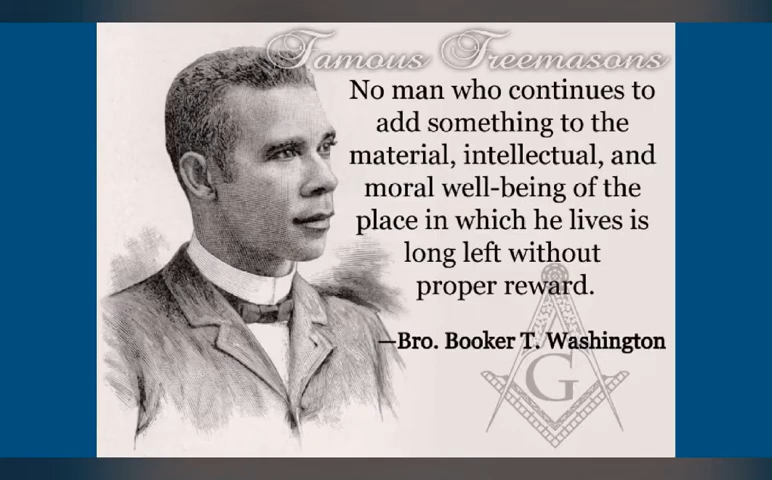 Famous Freemasons
No man who continues to
add something to the
material, intellectual, and
moral well-being of the
place in which he lives is
long left without
proper reward.
—Bro. Booker T. Washington
G